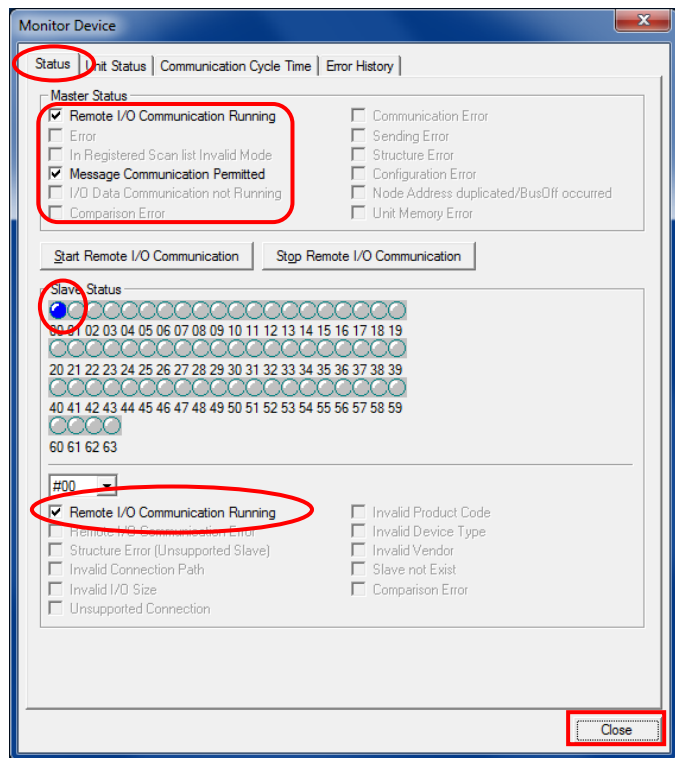 Monitor Device
Status Unit Status Communication Cycle Time Error History
Master Status
Remote I/O Communication Running Communication Error
Error Sending Error
In Registered Scan list Invalid Mode Structure Error
Message Communication Permitted Configuration Error
I/O Data Communication not Running Node Address duplicated/BusOff occurred
Comparison Error Unit Memory Error
Start Remote I/O Communication Stop Remote I/O Communication
Slave Status
00 01 02 03 04 05 06 07 08 09 10 11 12 13 14 15 16 17 18 19
20 21 22 23 24 25 26 27 28 29 30 31 32 33 34 35 36 37 38 39
40 41 42 43 44 45 46 47 48 49 50 51 52 53 54 55 56 57 58 59
60 61 62 63
#00
Remote I/O Communication Running Invalid Product Code
Remote I/O Communication Error Invalid Device Type
Structure Error (Unsupported Slave) Invalid Vendor
Invalid Connection Path Slave not Exist
Invalid I/O Size Comparison Error
Unsupported Connection
Close